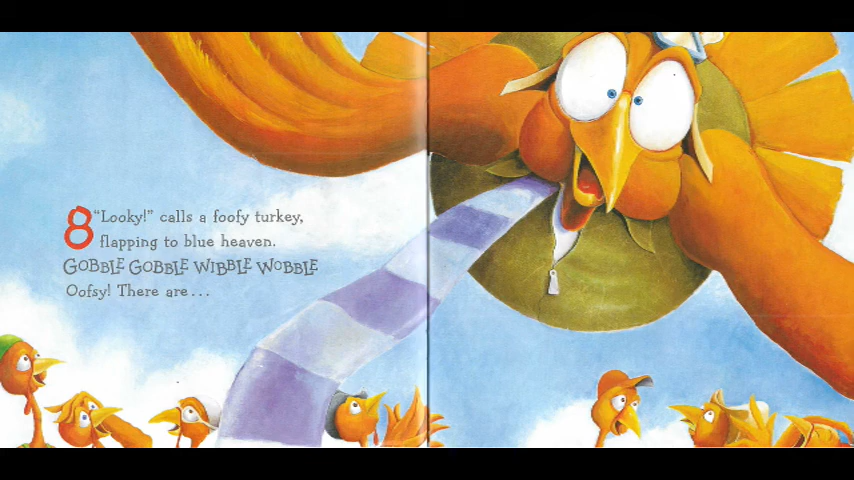 8 "Looky!" calls a foofy turkey,
flapping to blue heaven.
GOBBLE GOBBLE WIBBLE WOBBLE
Oofsy! There are...